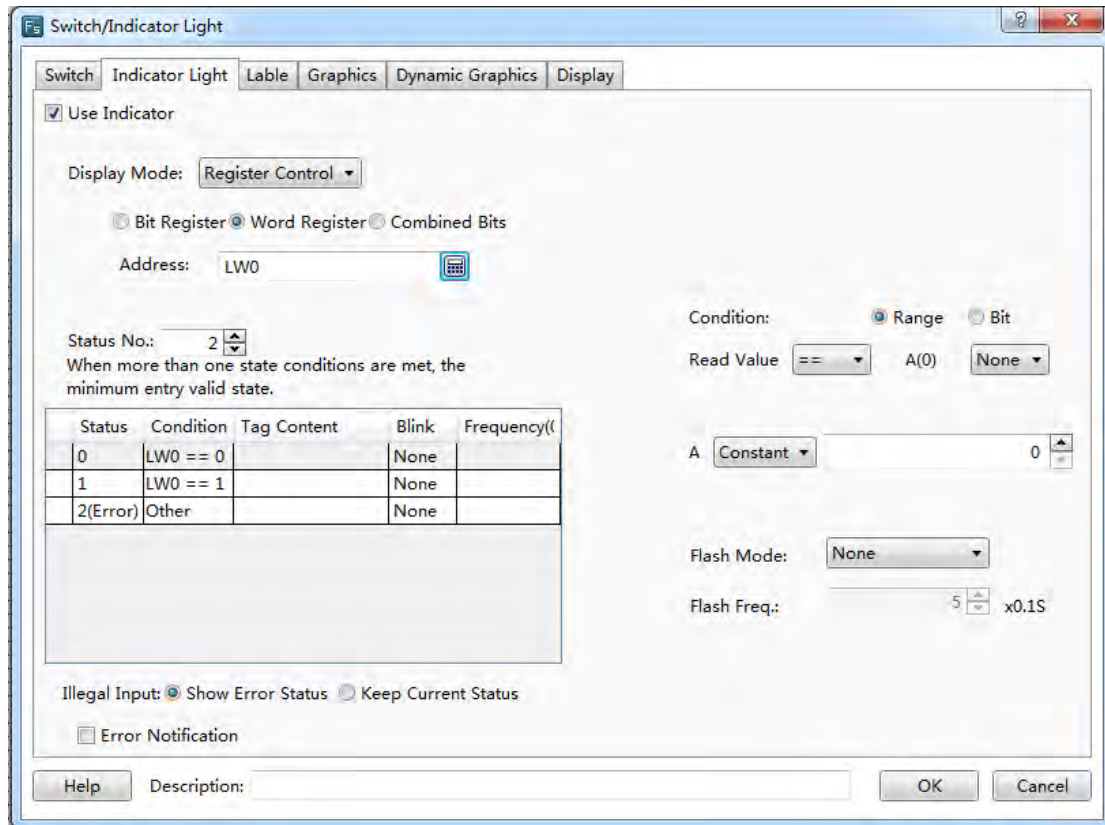 Fs Switch/Indicator Light
Switch Indicator Light Lable Graphics Dynamic Graphics Display
Use Indicator
Display Mode: Register Control
Bit Register Word Register Combined Bits
Address: LW0
Condition: Range Bit
Status No.: 2
Read Value == A(0) None
When more than one state conditions are met, the
minimum entry valid state.
Status Condition Tag Content Blink Frequency((
0 LW0 == 0 None
A Constant 0
1 LW0 == 1 None
2(Error) Other None
Flash Mode: None
Flash Freq.: 5 x0.1S
Illegal Input: Show Error Status Keep Current Status
Error Notification
Help Description: OK Cancel